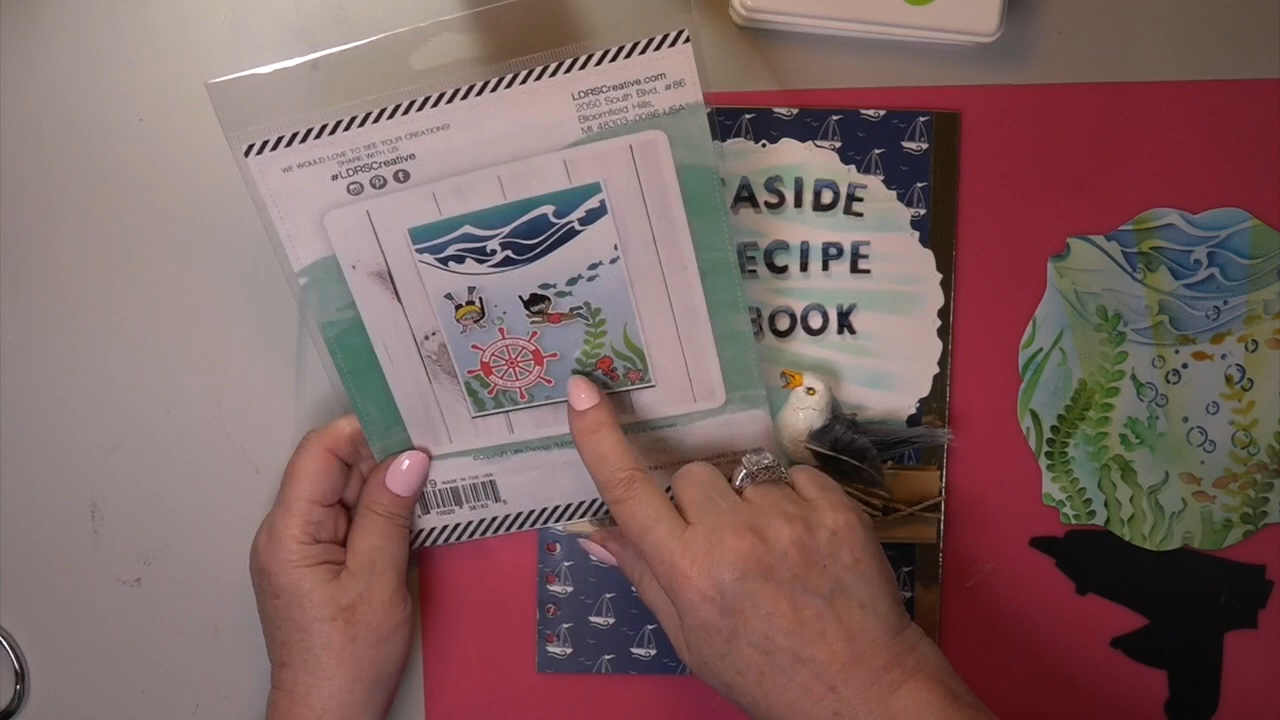 LDRSCreative.com
2050 South Blvd. #86
Bloomfield Hills,
MI 48303-0086 USA
WE WOULD LOVE TO SEE YOUR CREATIONS!
SHARE WITH US
#LDRSCreative
MADE IN THE USA
ASIDE
ECIPE
BOOK